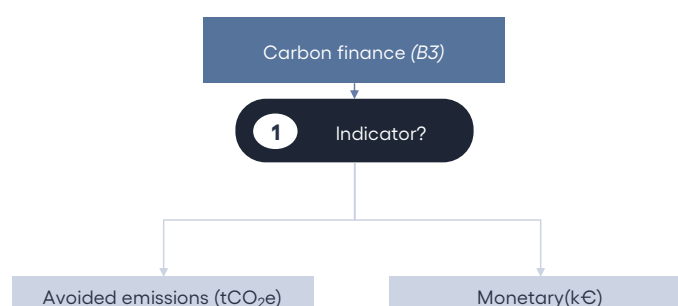 Carbon finance (B3)
1
Indicator?
Avoided emissions (tCO₂e)
Monetary(k€)